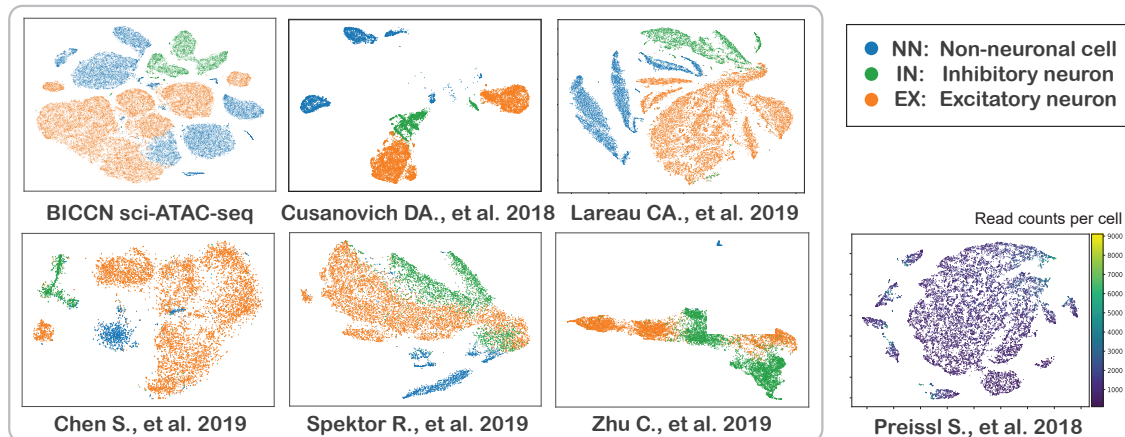 NN: Non-neuronal cell
IN: Inhibitory neuron
EX: Excitatory neuron
BICCN sci-ATAC-seq
Cusanovich DA., et al. 2018
Lareau CA., et al. 2019
Read counts per cell
9000
8000
7000
6000
5000
4000
3000
2000
1000
Chen S., et al. 2019
Spektor R., et al. 2019
Zhu C., et al. 2019
Preissl S., et al. 2018